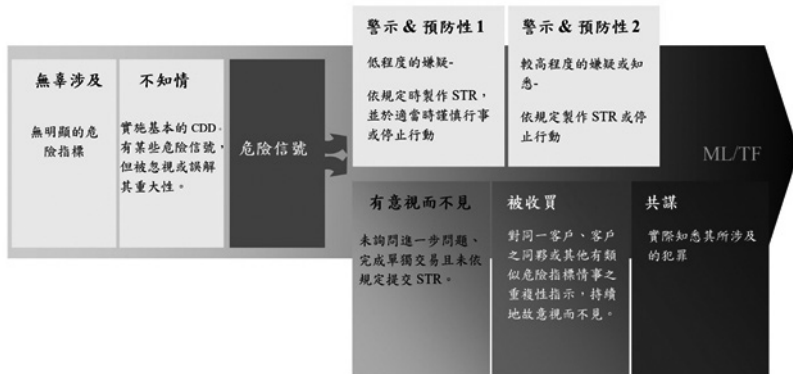 無辜涉及
無明顯的危
險指標
不知情
實施基本的 CDD，
有某些危險信號，
但被忽視或誤解
其重大性。
危險信號
警示 & 預防性 1
低程度的嫌疑-
依規定時製作 STR，
並於適當時謹慎行事
或停止行動
警示 & 預防性 2
較高程度的嫌疑或知
悉-
依規定製作 STR 或停
止行動
ML/TF
有意視而不見
未詢問進一步問題、
完成單獨交易且未依
規定提交 STR。
被收買
對同一客戶、客戶
之同夥或其他有類
似危險指標情事之
重複性指示，持續
地故意視而不見。
共謀
實際知悉其所涉及
的犯罪